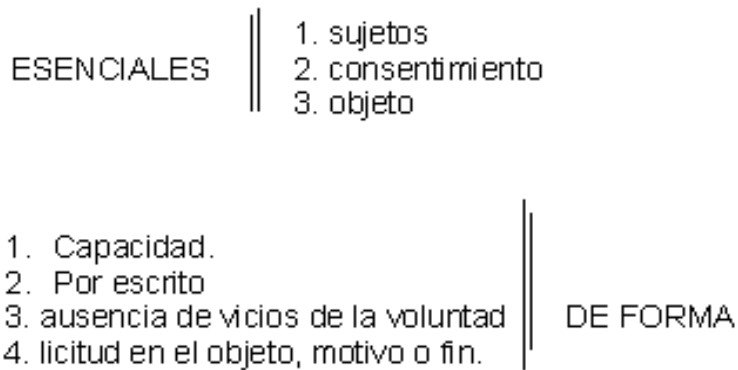 ESENCIALES
1. sujetos
2. consentimiento
3. objeto
1. Capacidad.
2. Por escrito
3. ausencia de vicios de la voluntad
4. licitud en el objeto, motivo o fin.
DE FORMA